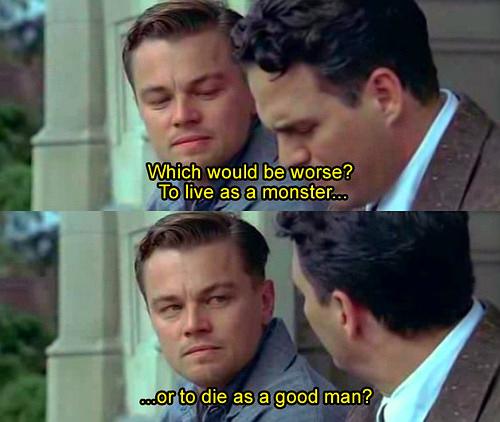 Which would be worse?
To live as a monster...
...or to die as a good man?